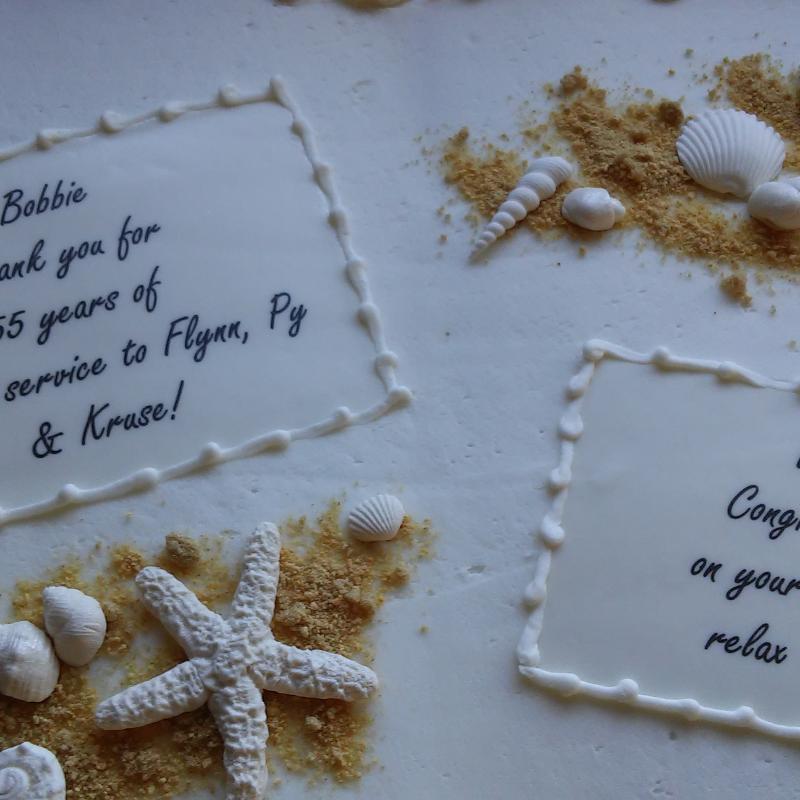 Bobbie
ank you for
55 years of
service to Flynn, Py
& Kruse!
Cong
on your
relax